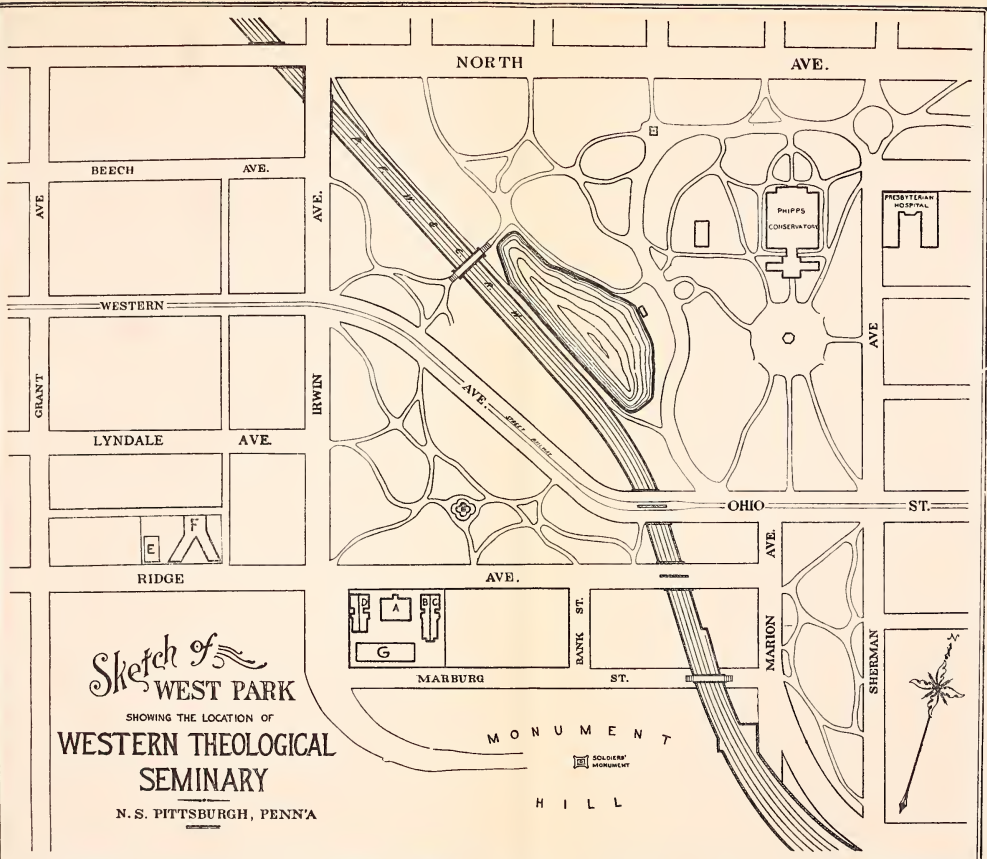 NORTH AVE.
BEECH AVE.
AVE
AVE.
PHIPPS
CONSERVATORY
PRESBYTERIAN
HOSPITAL
WESTERN
AVE.
STREET RAILWAY
AVE
GRANT
IRWIN
LYNDALE AVE.
OHIO ST.
E
F
AVE.
RIDGE AVE.
D
A
B
C
G
BANK ST.
MARION
SHERMAN
MARBURG ST.
Sketch of
WEST PARK
SHOWING THE LOCATION OF
WESTERN THEOLOGICAL
SEMINARY
N. S. PITTSBURGH, PENN'A
MONUMENT
SOLDIERS'
MONUMENT
HILL
N